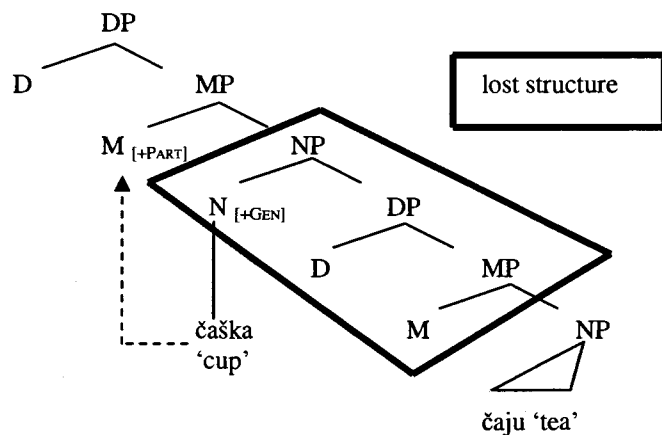 DP
lost structure
D
MP
M [+PART]
NP
N [+GEN]
DP
D
MP
M
NP
čaška
‘cup’
čaju ‘tea’